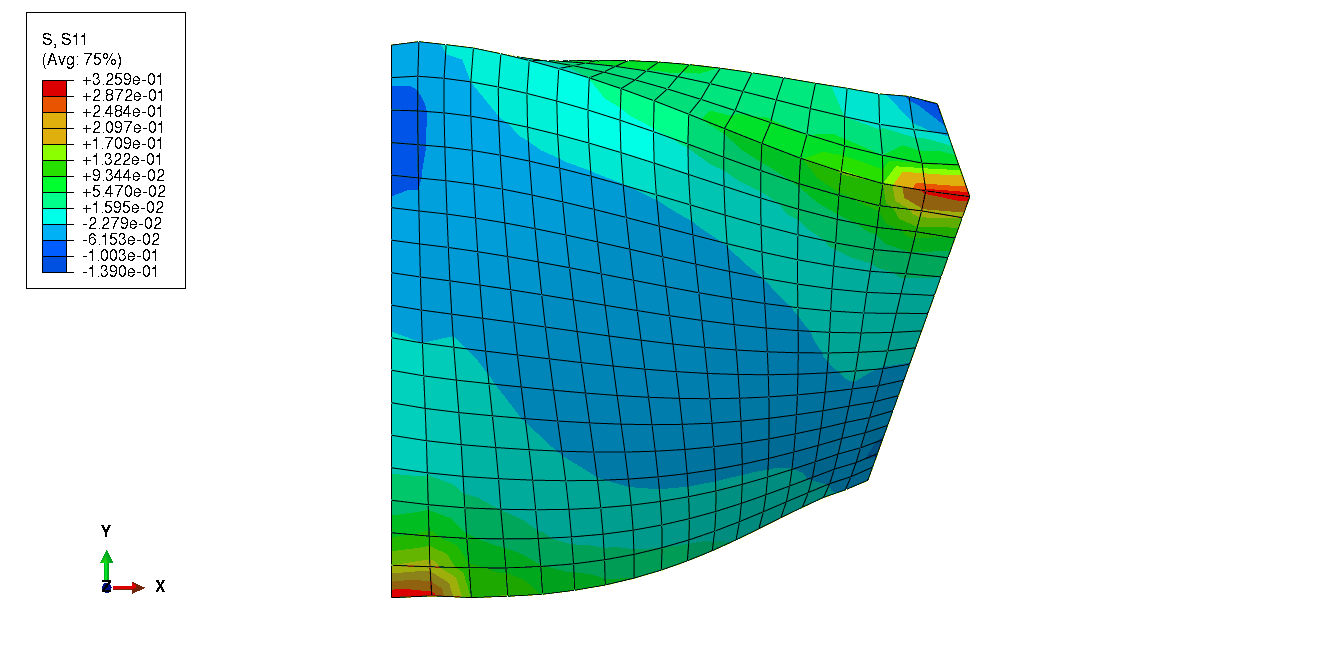 S, S11
(Avg: 75%)
+3.259e-01
+2.872e-01
+2.484e-01
+2.097e-01
+1.709e-01
+1.322e-01
+9.344e-02
+5.470e-02
+1.595e-02
-2.279e-02
-6.153e-02
-1.003e-01
-1.390e-01
Y
Z X